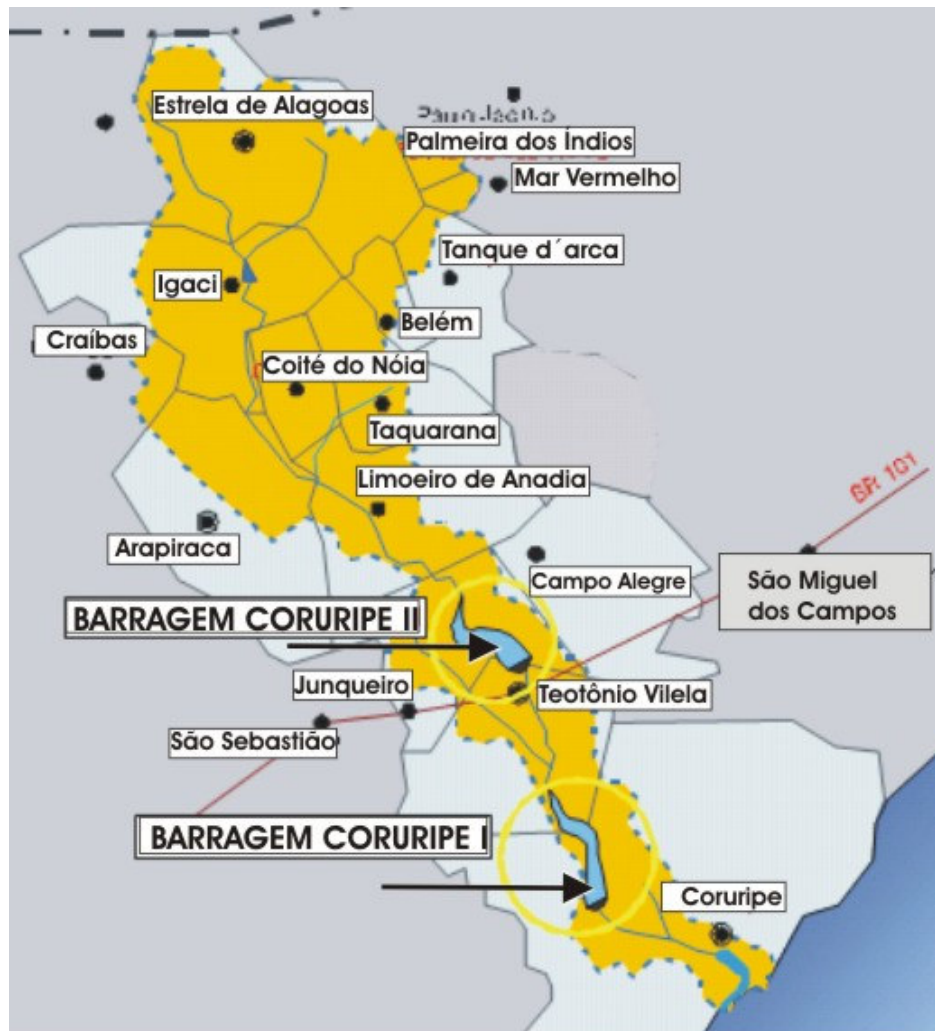 Estrela de Alagoas
Palmeira dos Índios
Mar Vermelho
Tanque d´arca
Igaci
Belém
Craíbas
Coité do Nóia
Taquarana
Limoeiro de Anadia
BR 101
Arapiraca
Campo Alegre
São Miguel
dos Campos
BARRAGEM CORURIPE II
Junqueiro
Teotônio Vilela
São Sebastião
BARRAGEM CORURIPE I
Coruripe